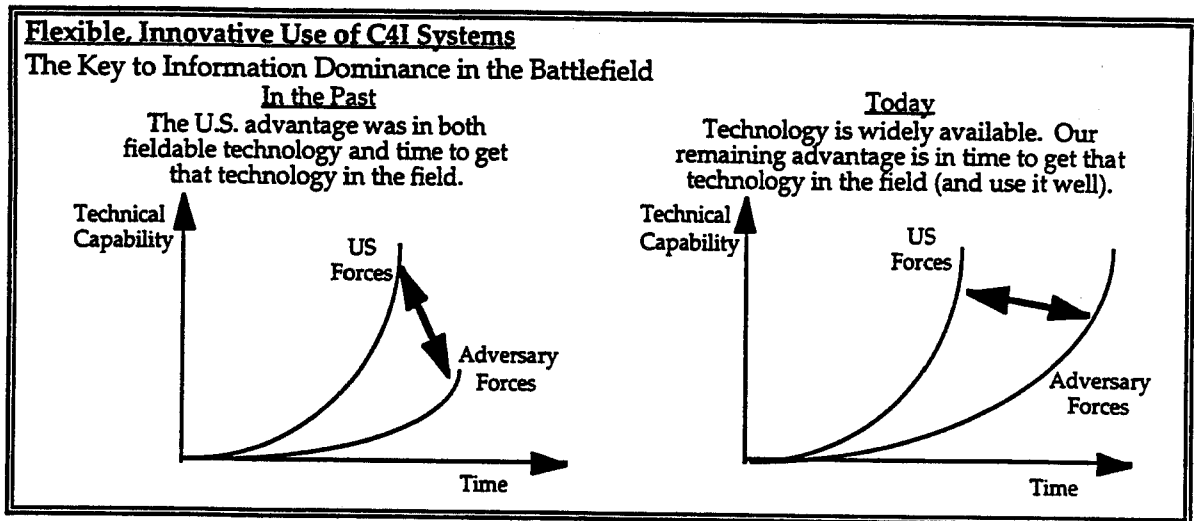 Flexible, Innovative Use of C4I Systems
The Key to Information Dominance in the Battlefield
In the Past
The U.S. advantage was in both
fieldable technology and time to get
that technology in the field.
Technical
Capability
US
Forces
Adversary
Forces
Time
Today
Technology is widely available. Our
remaining advantage is in time to get that
technology in the field (and use it well).
Technical
Capability
US
Forces
Adversary
Forces
Time